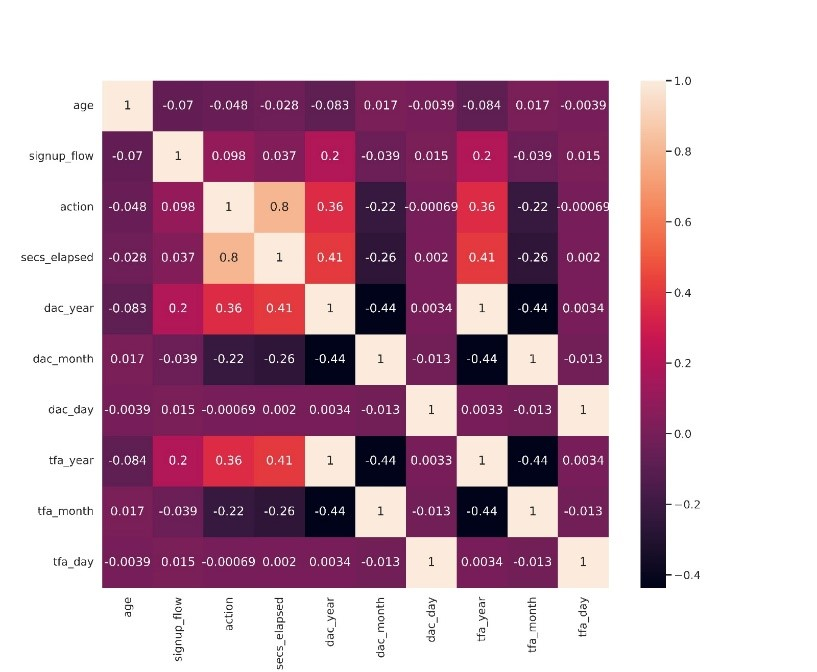 age 1 -0.07 -0.048 -0.028 -0.083 0.017 -0.0039 -0.084 0.017 -0.0039
signup_flow -0.07 1 0.098 0.037 0.2 -0.039 0.015 0.2 -0.039 0.015
action -0.048 0.098 1 0.8 0.36 -0.22 -0.00069 0.36 -0.22 -0.00069
secs_elapsed -0.028 0.037 0.8 1 0.41 -0.26 0.002 0.41 -0.26 0.002
dac_year -0.083 0.2 0.36 0.41 1 -0.44 0.0034 1 -0.44 0.0034
dac_month 0.017 -0.039 -0.22 -0.26 -0.44 1 -0.013 -0.44 1 -0.013
dac_day -0.0039 0.015 -0.00069 0.002 0.0034 -0.013 1 0.0033 -0.013 1
tfa_year -0.084 0.2 0.36 0.41 1 -0.44 0.0033 1 -0.44 0.0034
tfa_month 0.017 -0.039 -0.22 -0.26 -0.44 1 -0.013 -0.44 1 -0.013
tfa_day -0.0039 0.015 -0.00069 0.002 0.0034 -0.013 1 0.0034 -0.013 1
age signup_flow action secs_elapsed dac_year dac_month dac_day tfa_year tfa_month tfa_day
1.0
0.8
0.6
0.4
0.2
0.0
−0.2
−0.4